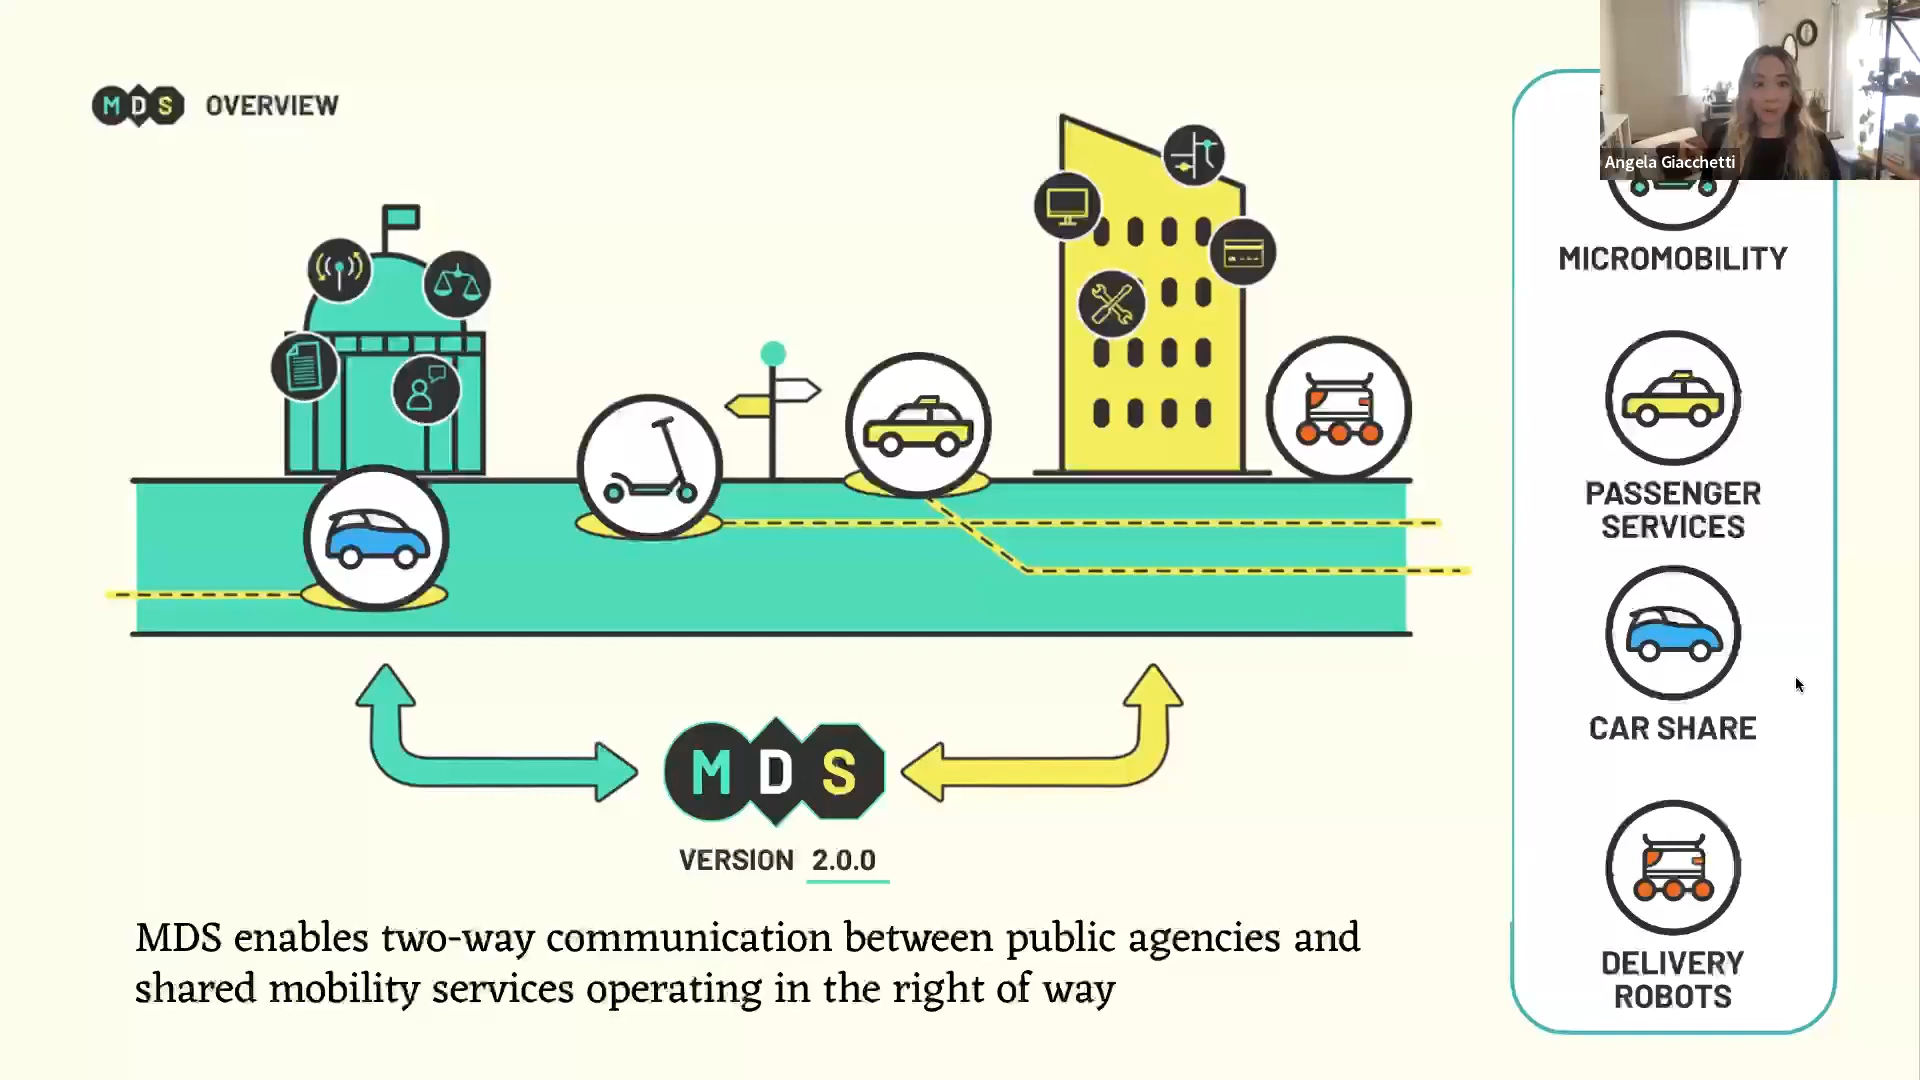 MDS OVERVIEW
Angela Giacchetti
MICROMOBILITY
PASSENGER
SERVICES
CAR SHARE
DELIVERY
ROBOTS
MDS
VERSION 2.0.0
MDS enables two-way communication between public agencies and
shared mobility services operating in the right of way